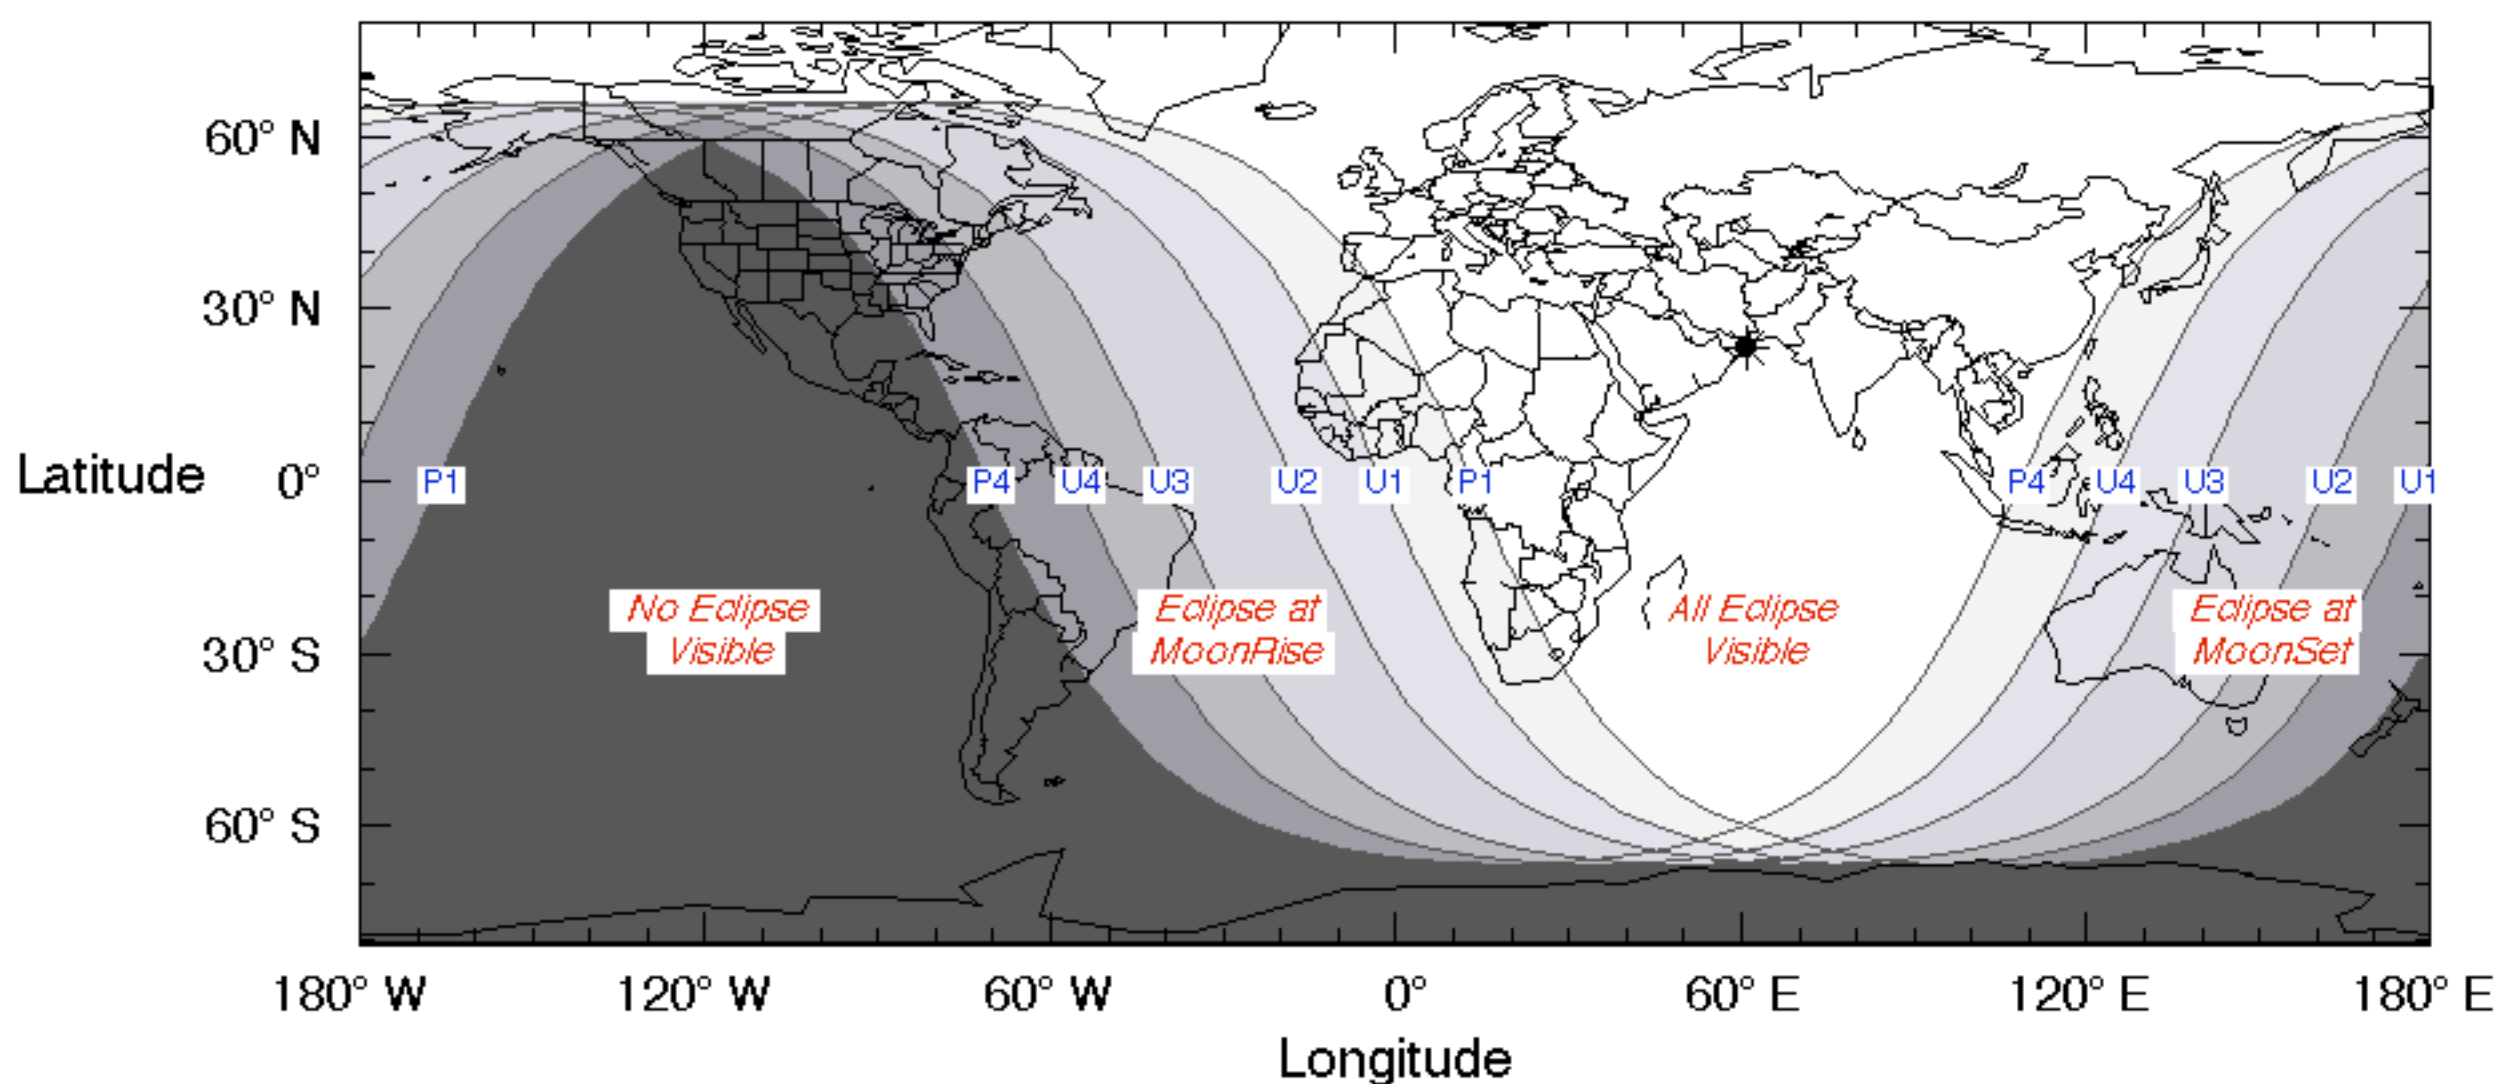 60° N
30° N
Latitude 0°
P1 P4 U4 U3 U2 U1 P1 P4 U4 U3 U2 U1
No Eclipse
Visible
Eclipse at
MoonRise
All Eclipse
Visible
Eclipse at
MoonSet
30° S
60° S
180° W 120° W 60° W 0° 60° E 120° E 180° E
Longitude